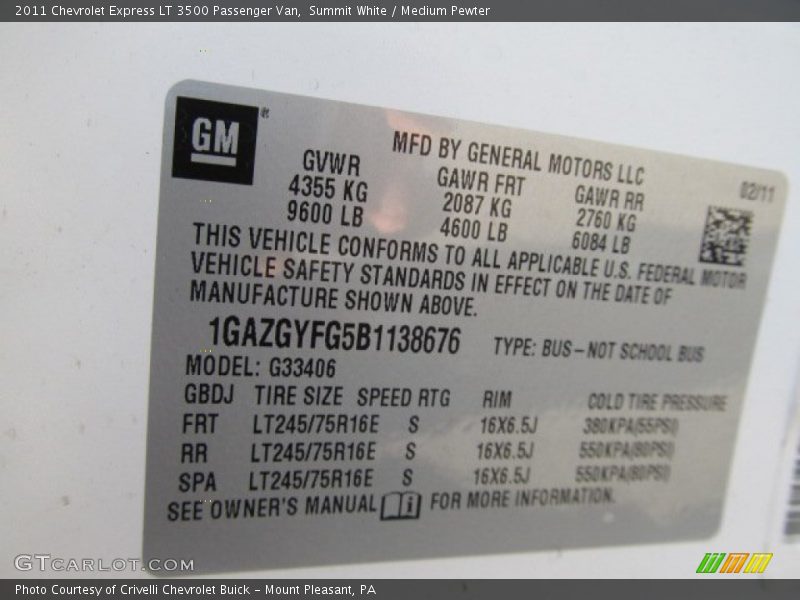 2011 Chevrolet Express LT 3500 Passenger Van, Summit White / Medium Pewter
GM®
MFD BY GENERAL MOTORS LLC
02/11
GVWR GAWR FRT GAWR RR
4355 KG 2087 KG 2760 KG
9600 LB 4600 LB 6084 LB
THIS VEHICLE CONFORMS TO ALL APPLICABLE U.S. FEDERAL MOTOR
VEHICLE SAFETY STANDARDS IN EFFECT ON THE DATE OF
MANUFACTURE SHOWN ABOVE.
1GAZGYFG5B1138676 TYPE: BUS-NOT SCHOOL BUS
MODEL: G33406
GBDJ TIRE SIZE SPEED RTG RIM COLD TIRE PRESSURE
FRT LT245/75R16E S 16X6.5J 380KPA(55PSI)
RR LT245/75R16E S 16X6.5J 550KPA(80PSI)
SPA LT245/75R16E S 16X6.5J 550KPA(80PSI)
SEE OWNER'S MANUAL FOR MORE INFORMATION.
GTCARLOT.COM
Photo Courtesy of Crivelli Chevrolet Buick - Mount Pleasant, PA